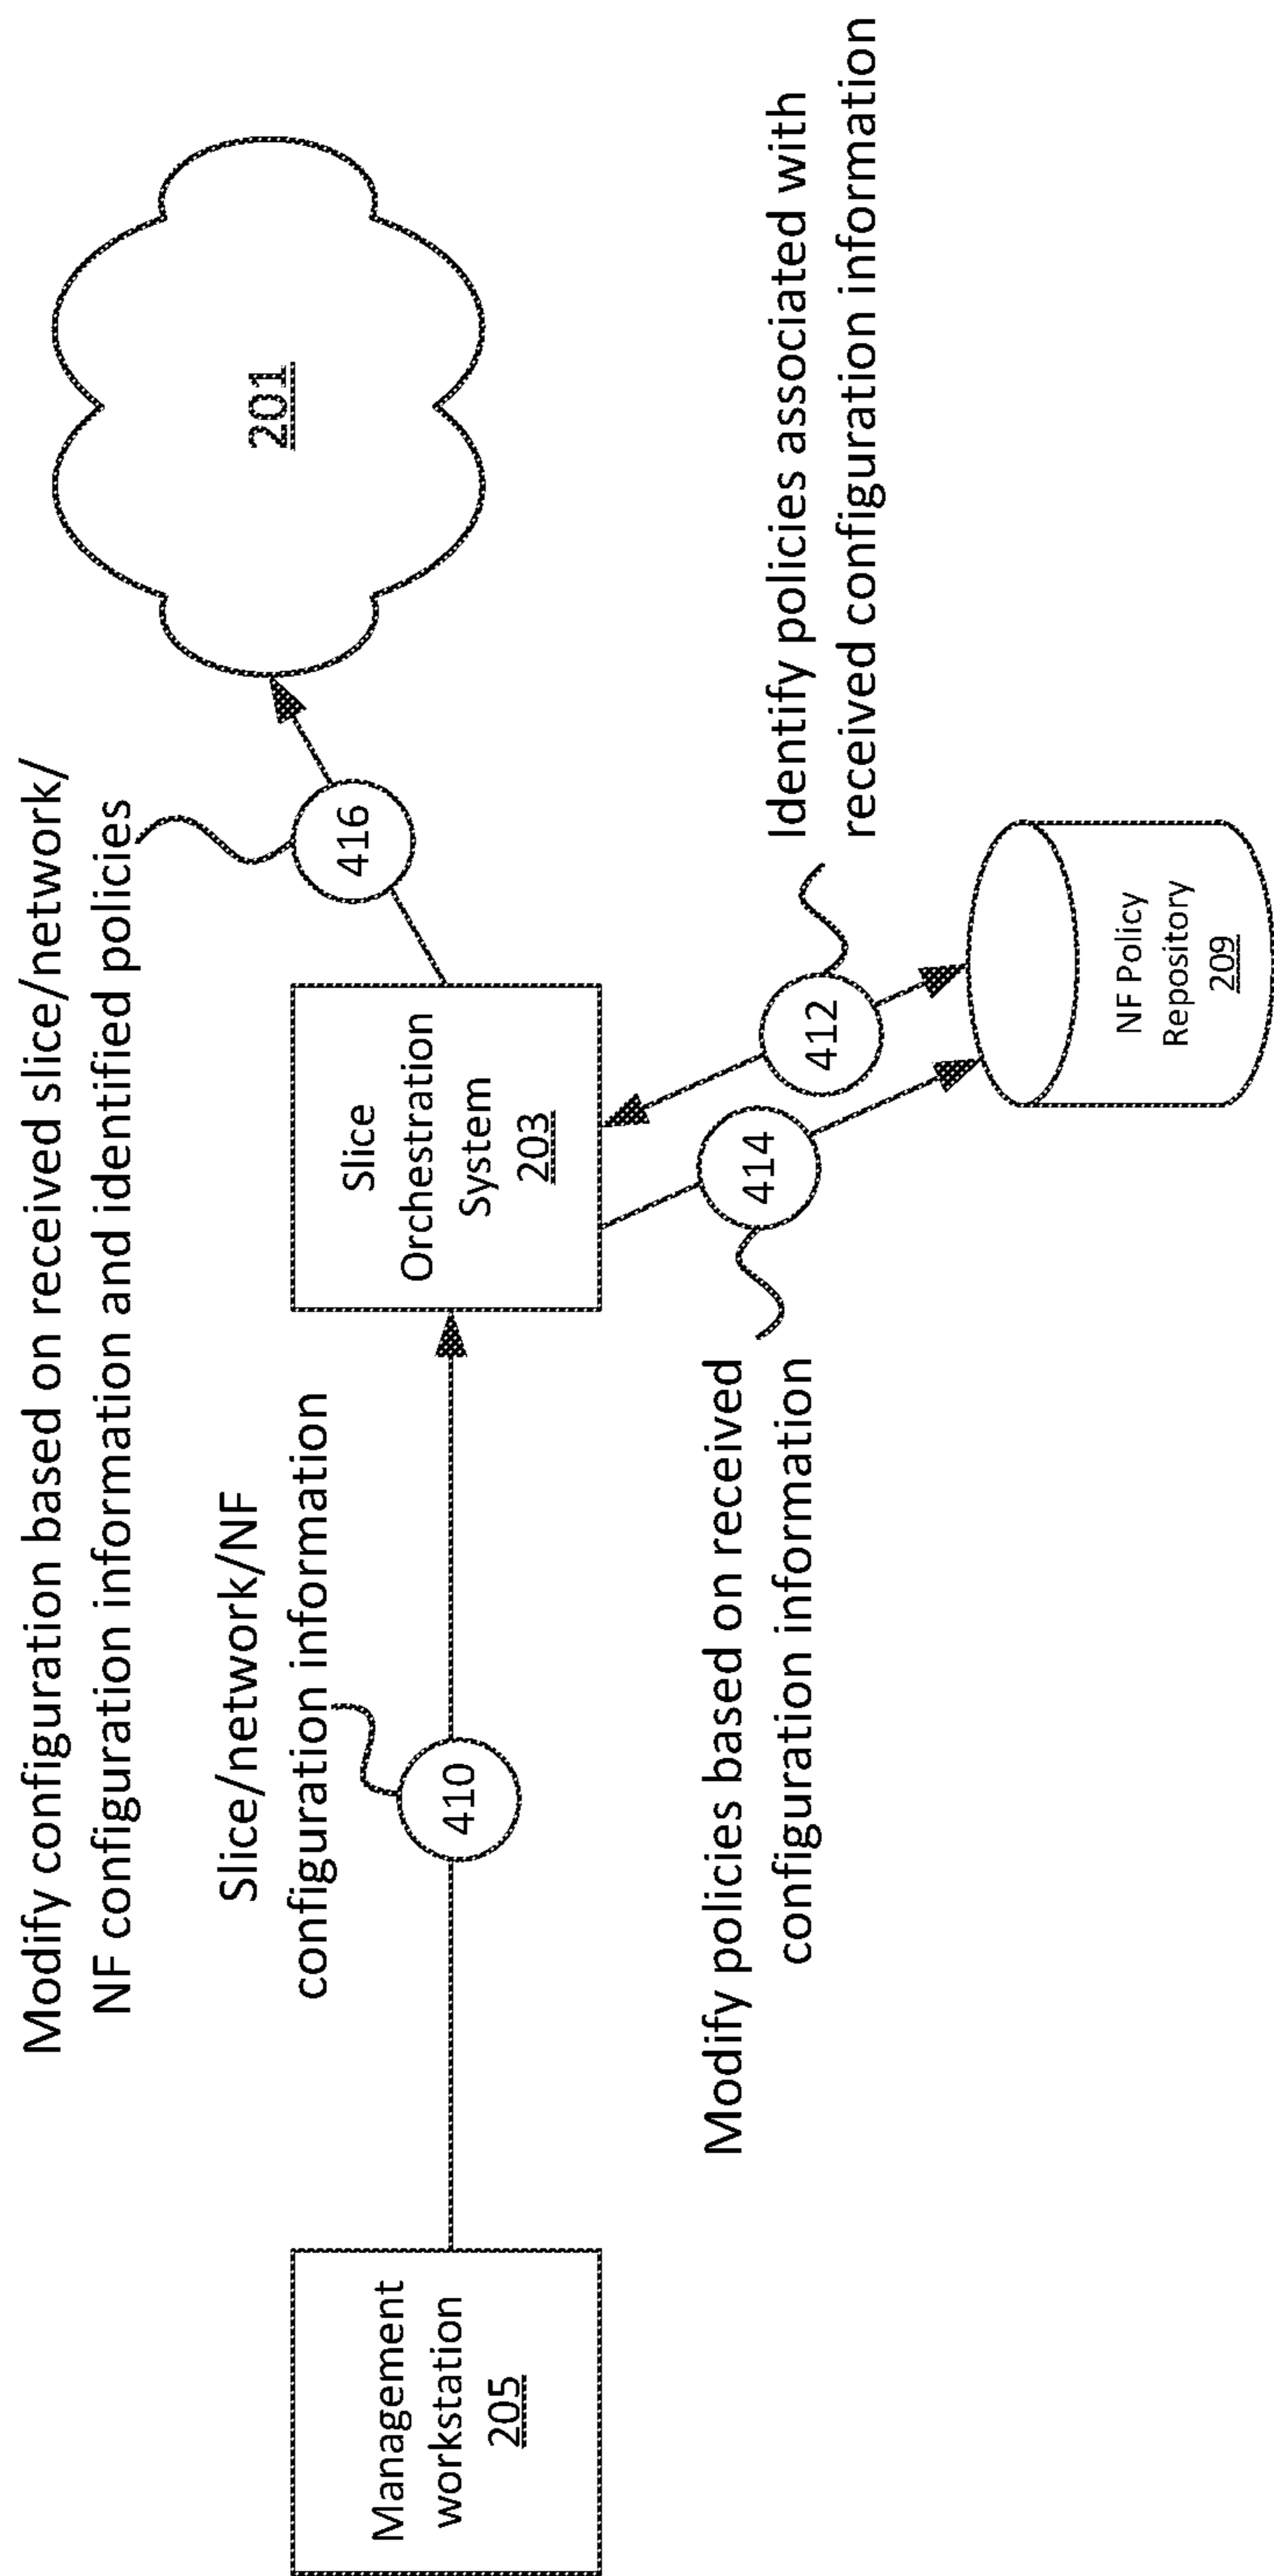 Modify configuration based on received slice/network/
NF configuration information and identified policies
Slice/network/NF
configuration information
416
201
410
Management
workstation
205
Slice
Orchestration
System
203
414
412
Modify policies based on received
configuration information
Identify policies associated with
received configuration information
NF Policy
Repository
209